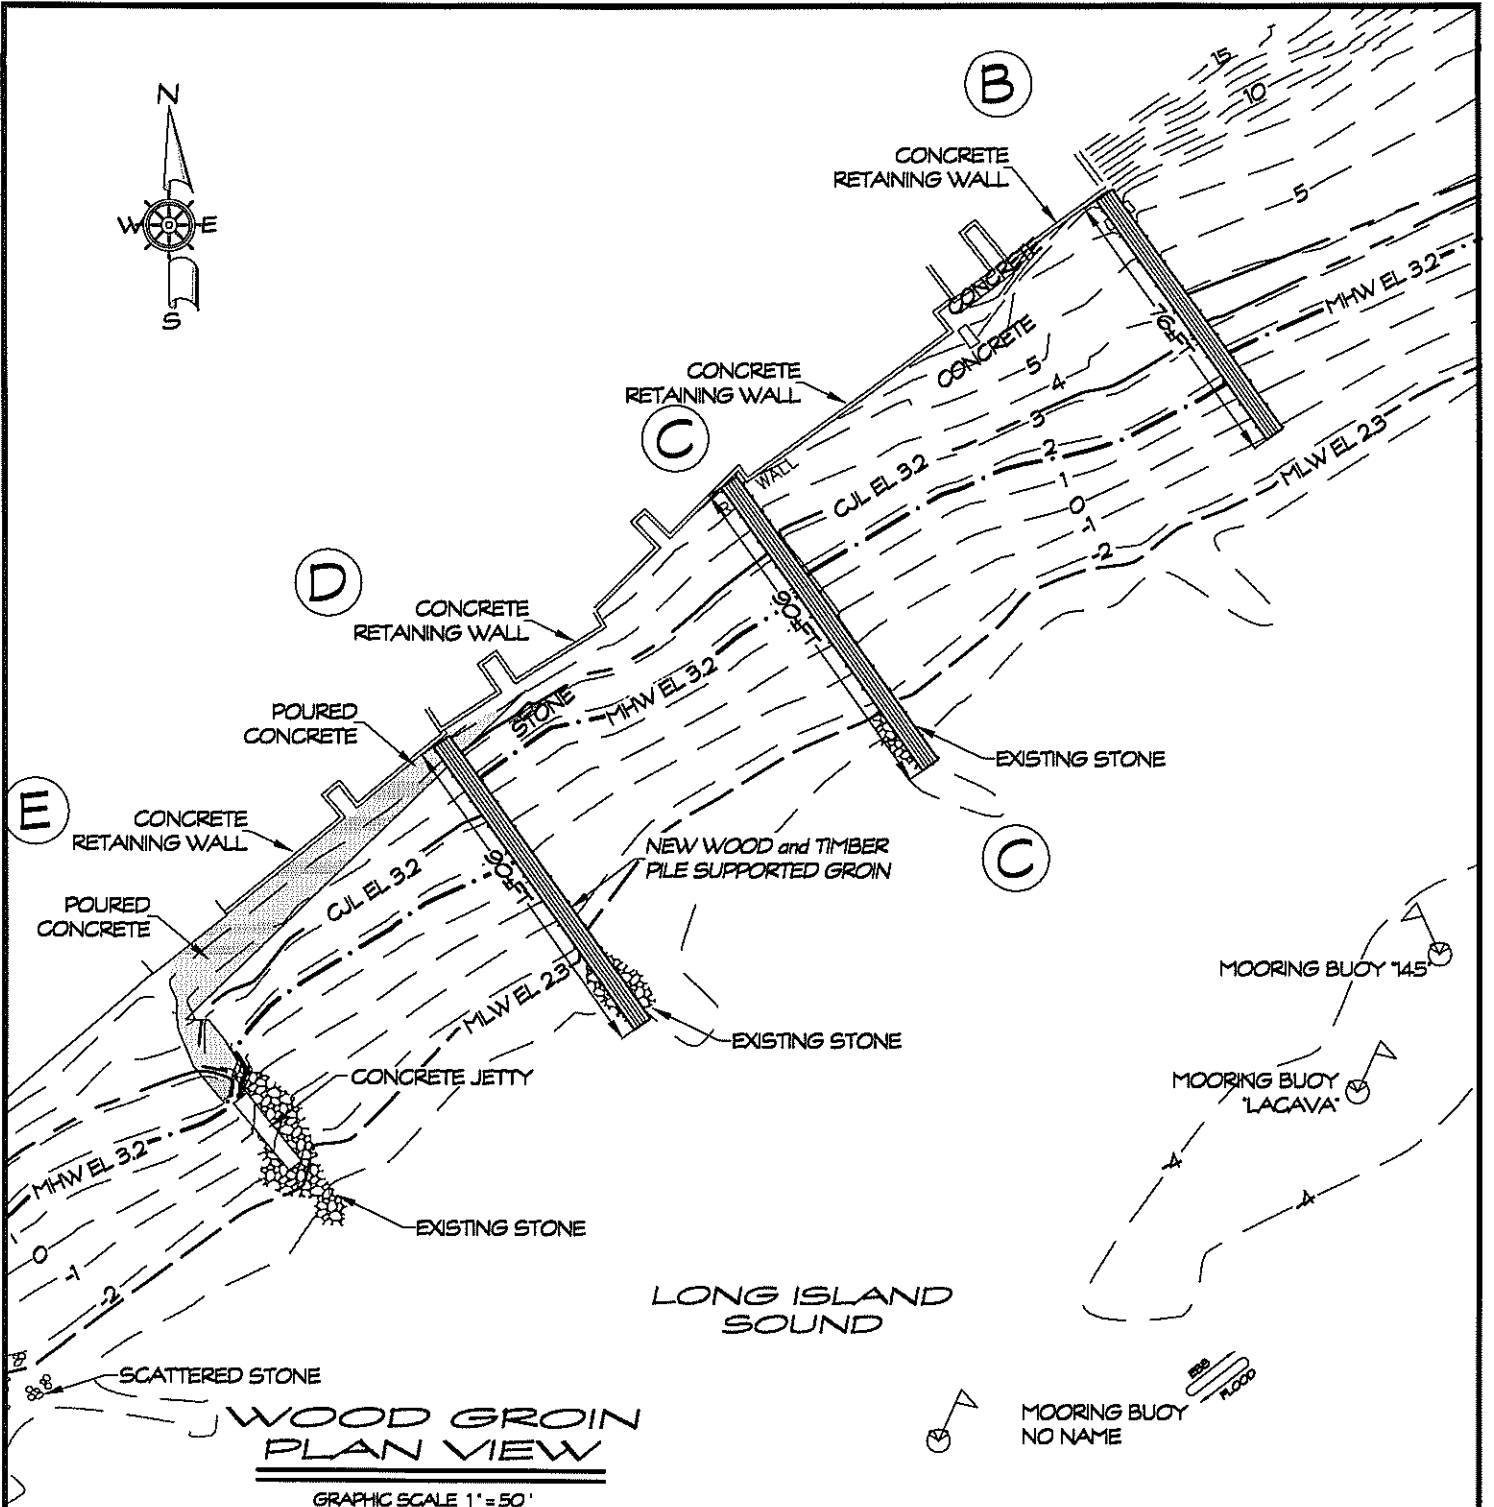 N
W E
S
B
15
10
CONCRETE
RETAINING WALL
5
MHW EL 3.2
76 FT
CONCRETE
CONCRETE
CONCRETE
RETAINING WALL
5
4
3
2
1
0
-1
-2
CJL EL 3.2
MLW EL 2.3
C
WALL
90 FT
D
CONCRETE
RETAINING WALL
MHW EL 3.2
STONE
POURED
CONCRETE
EXISTING STONE
E
CONCRETE
RETAINING WALL
NEW WOOD and TIMBER
PILE SUPPORTED GROIN
C
CJL EL 3.2
90 FT
POURED
CONCRETE
MOORING BUOY "145"
MLW EL 2.3
EXISTING STONE
CONCRETE JETTY
MOORING BUOY
"LACAVA"
MHW EL 3.2
-4
-4
EXISTING STONE
1
0
-1
-2
LONG ISLAND
SOUND
SCATTERED STONE
EBB
FLOOD
MOORING BUOY
NO NAME
WOOD GROIN
PLAN VIEW
GRAPHIC SCALE 1" = 50'